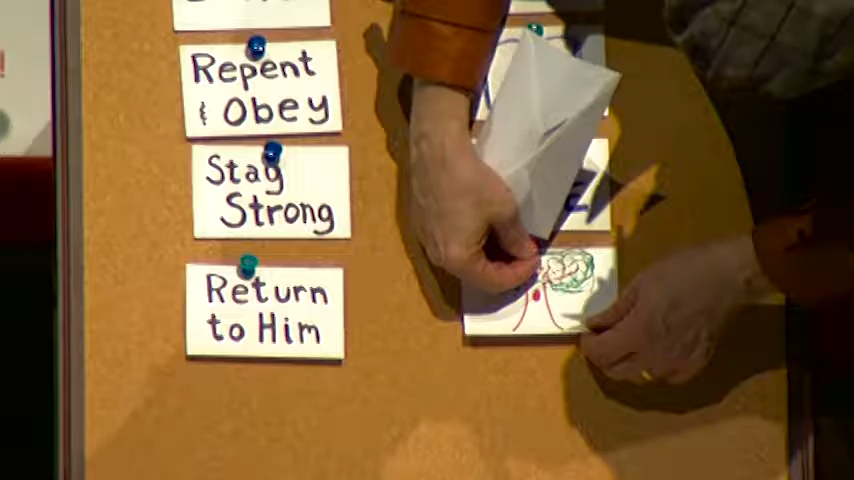 Repent
& Obey
Stay
Strong
Return
to Him